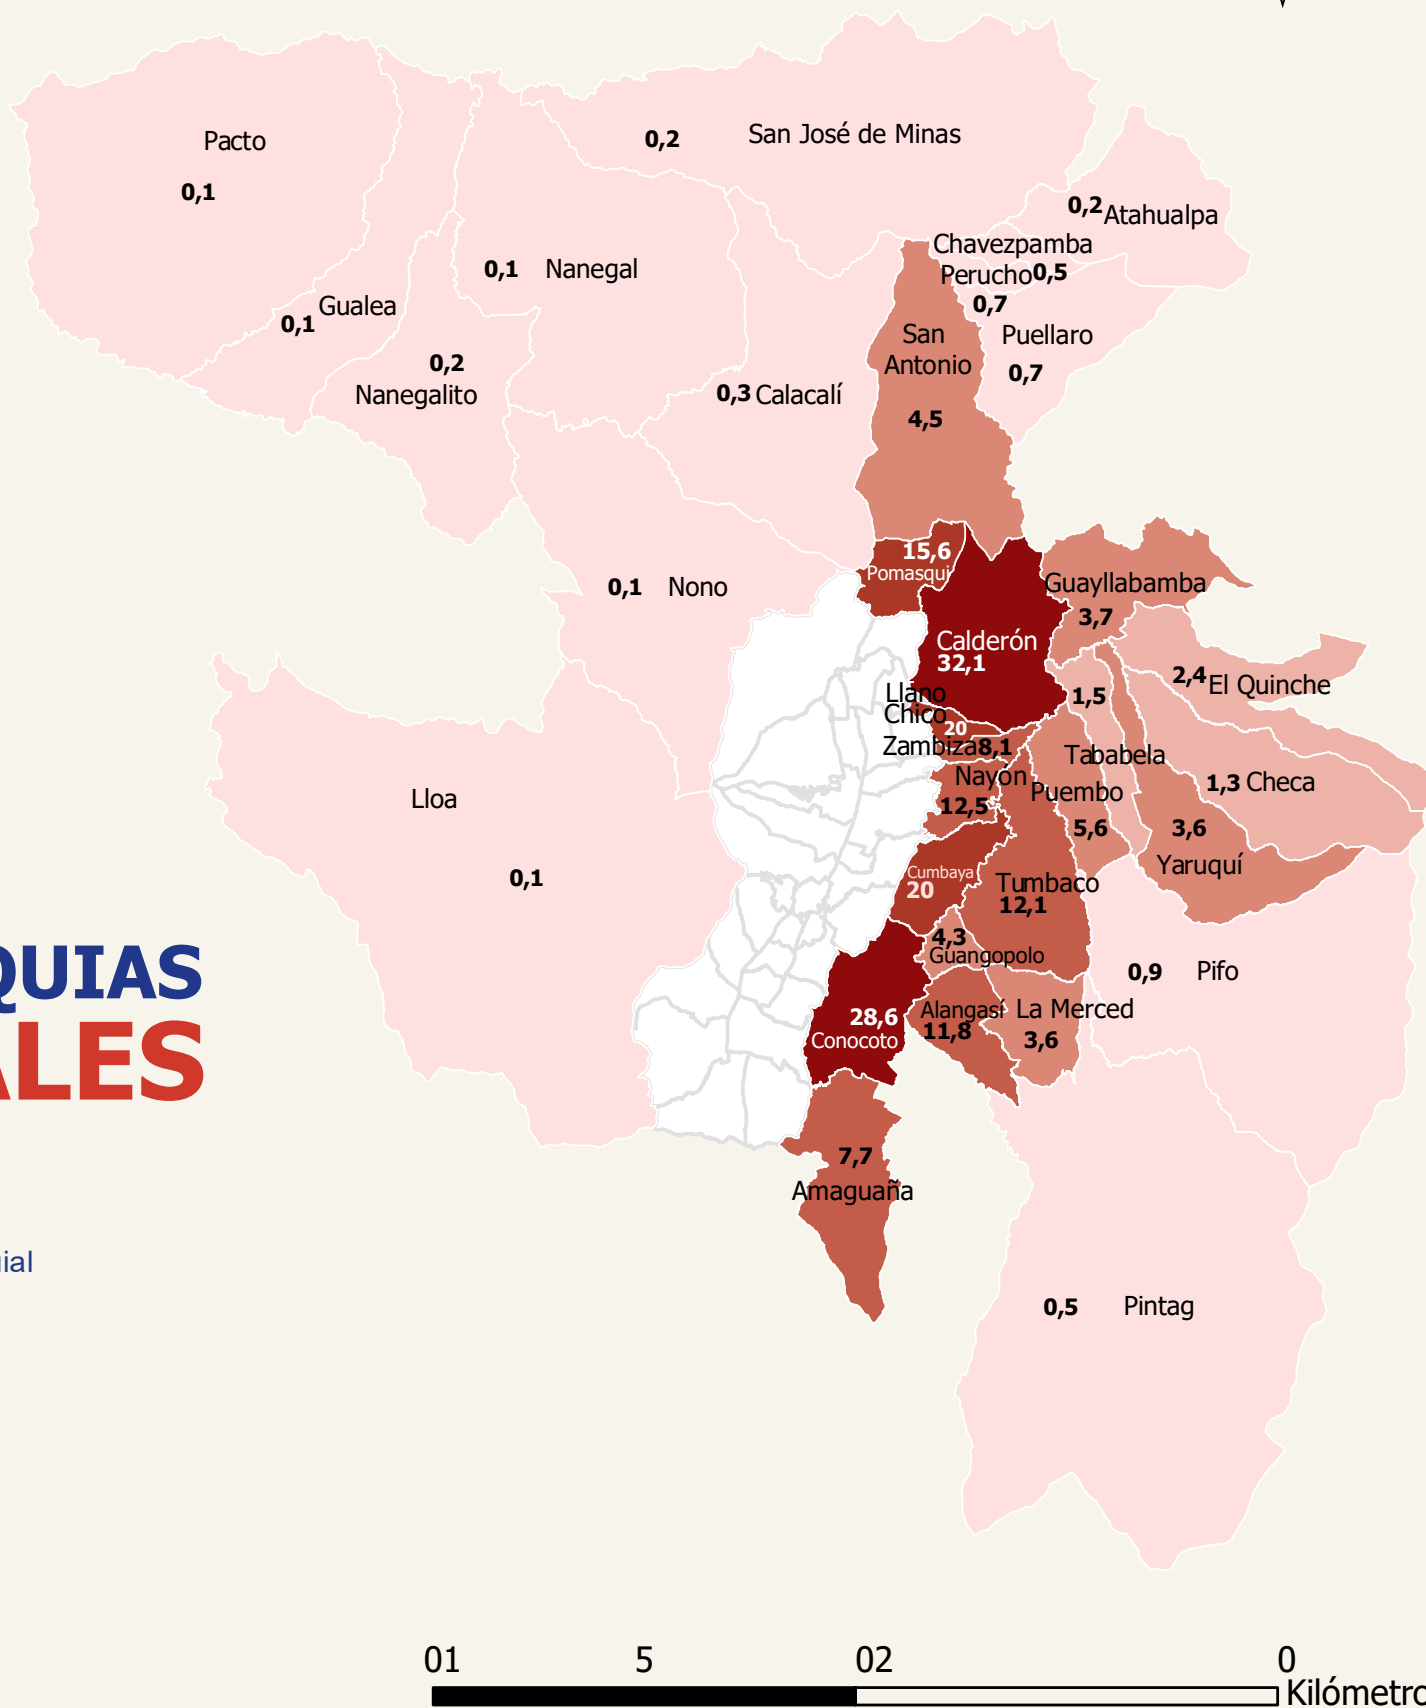 Pacto
0,1
0,2 San José de Minas
0,2 Atahualpa
Chavezpamba
0,5
Perucho
0,7
Puellaro
0,7
0,1 Nanegal
Gualea
0,1
0,2
Nanegalito
0,3 Calacalí
San
Antonio
4,5
15,6
Pomasqui
0,1 Nono
Guayllabamba
3,7
Calderón
32,1
2,4 El Quinche
Llano
Chico
20
1,5
Tababela
Zambiza 8,1
Nayón
12,5
Puembo
5,6
1,3 Checa
3,6
Yaruquí
Lloa
0,1
Cumbaya
20
Tumbaco
12,1
4,3
Guangopolo
0,9 Pifo
QUIAS
ALES
28,6
Conocoto
Alangasí
11,8
La Merced
3,6
7,7
Amaguaña
ial
0,5 Pintag
01 5 02 0
Kilómetro